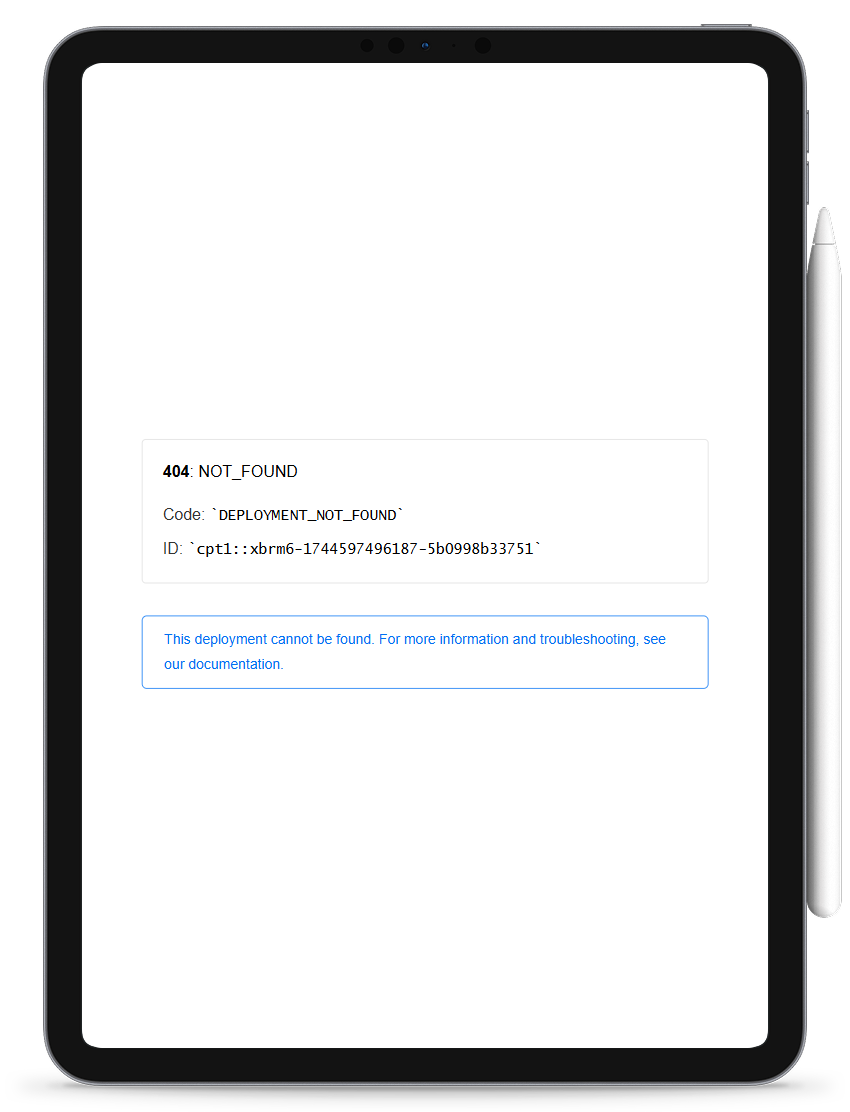 404: NOT_FOUND
Code: `DEPLOYMENT_NOT_FOUND`
ID: `cpt1::xbrm6-1744597496187-5b0998b33751`
This deployment cannot be found. For more information and troubleshooting, see
our documentation.